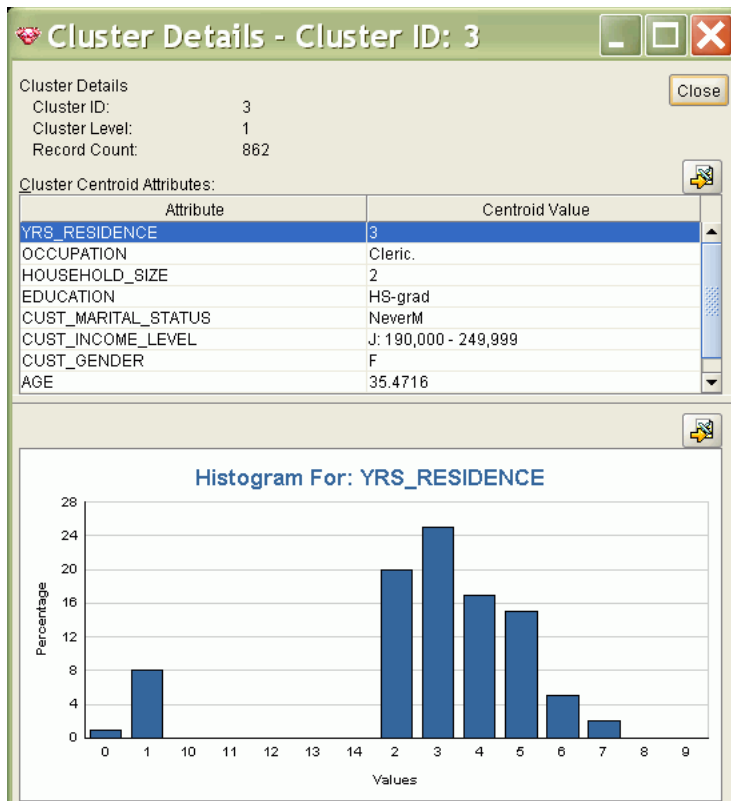 Cluster Details - Cluster ID: 3
Cluster Details
Close
Cluster ID: 3
Cluster Level: 1
Record Count: 862
Cluster Centroid Attributes:
Attribute Centroid Value
YRS_RESIDENCE 3
OCCUPATION Cleric.
HOUSEHOLD_SIZE 2
EDUCATION HS-grad
CUST_MARITAL_STATUS NeverM
CUST_INCOME_LEVEL J: 190,000 - 249,999
CUST_GENDER F
AGE 35.4716
Histogram For: YRS_RESIDENCE
28
24
20
16
12
8
4
0
Percentage
0 1 10 11 12 13 14 2 3 4 5 6 7 8 9
Values